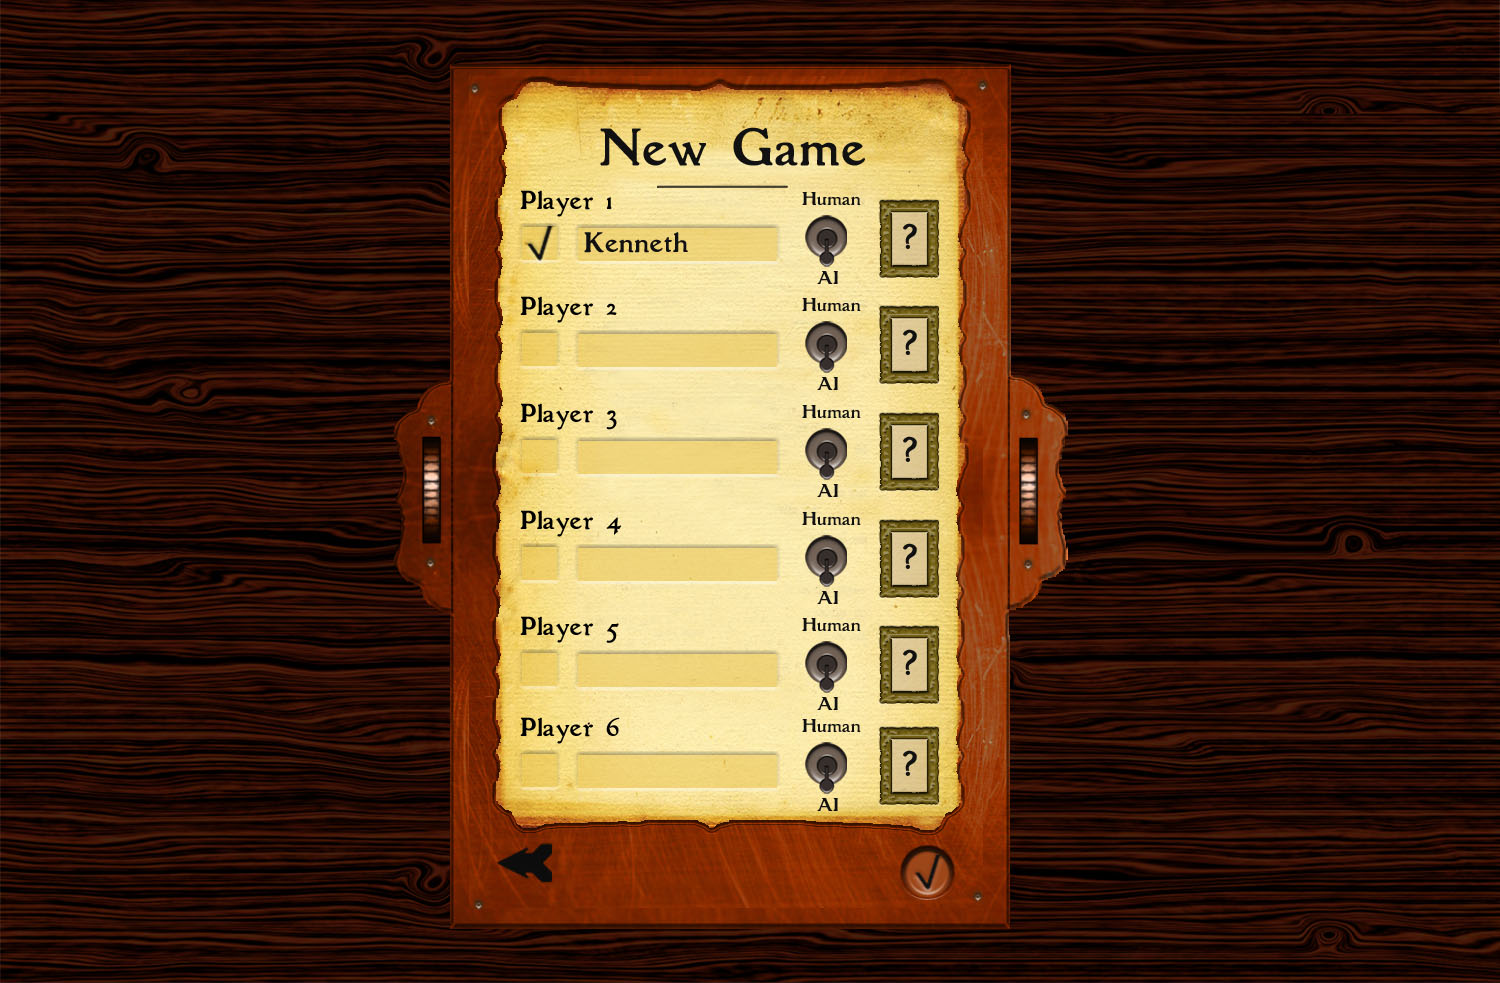 New Game
Player 1
Human
Kenneth
?
AI
Player 2
Human
?
AI
Player 3
Human
?
AI
Player 4
Human
?
AI
Player 5
Human
?
AI
Player 6
Human
?
AI